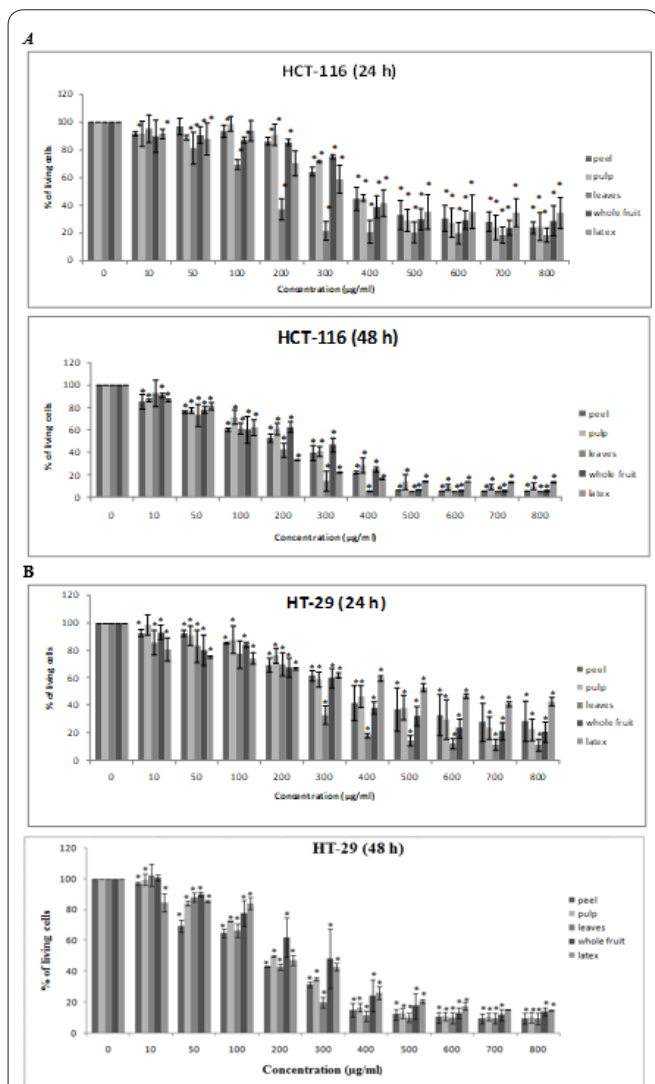 A
HCT-116 (24 h)
120
100
80
60
40
20
0
% of living cells
0 10 50 100 200 300 400 500 600 700 800
Concentration (µg/ml)
peel
pulp
leaves
whole fruit
latex
HCT-116 (48 h)
120
100
80
60
40
20
0
% of living cells
0 10 50 100 200 300 400 500 600 700 800
Concentration (µg/ml)
peel
pulp
leaves
whole fruit
latex
B
HT-29 (24 h)
120
100
80
60
40
20
0
% of living cells
0 10 50 100 200 300 400 500 600 700 800
Concentration (µg/ml)
peel
pulp
leaves
whole fruit
latex
HT-29 (48 h)
120
100
80
60
40
20
0
% of living cells
0 10 50 100 200 300 400 500 600 700 800
Concentration (µg/ml)
peel
pulp
leaves
whole fruit
latex